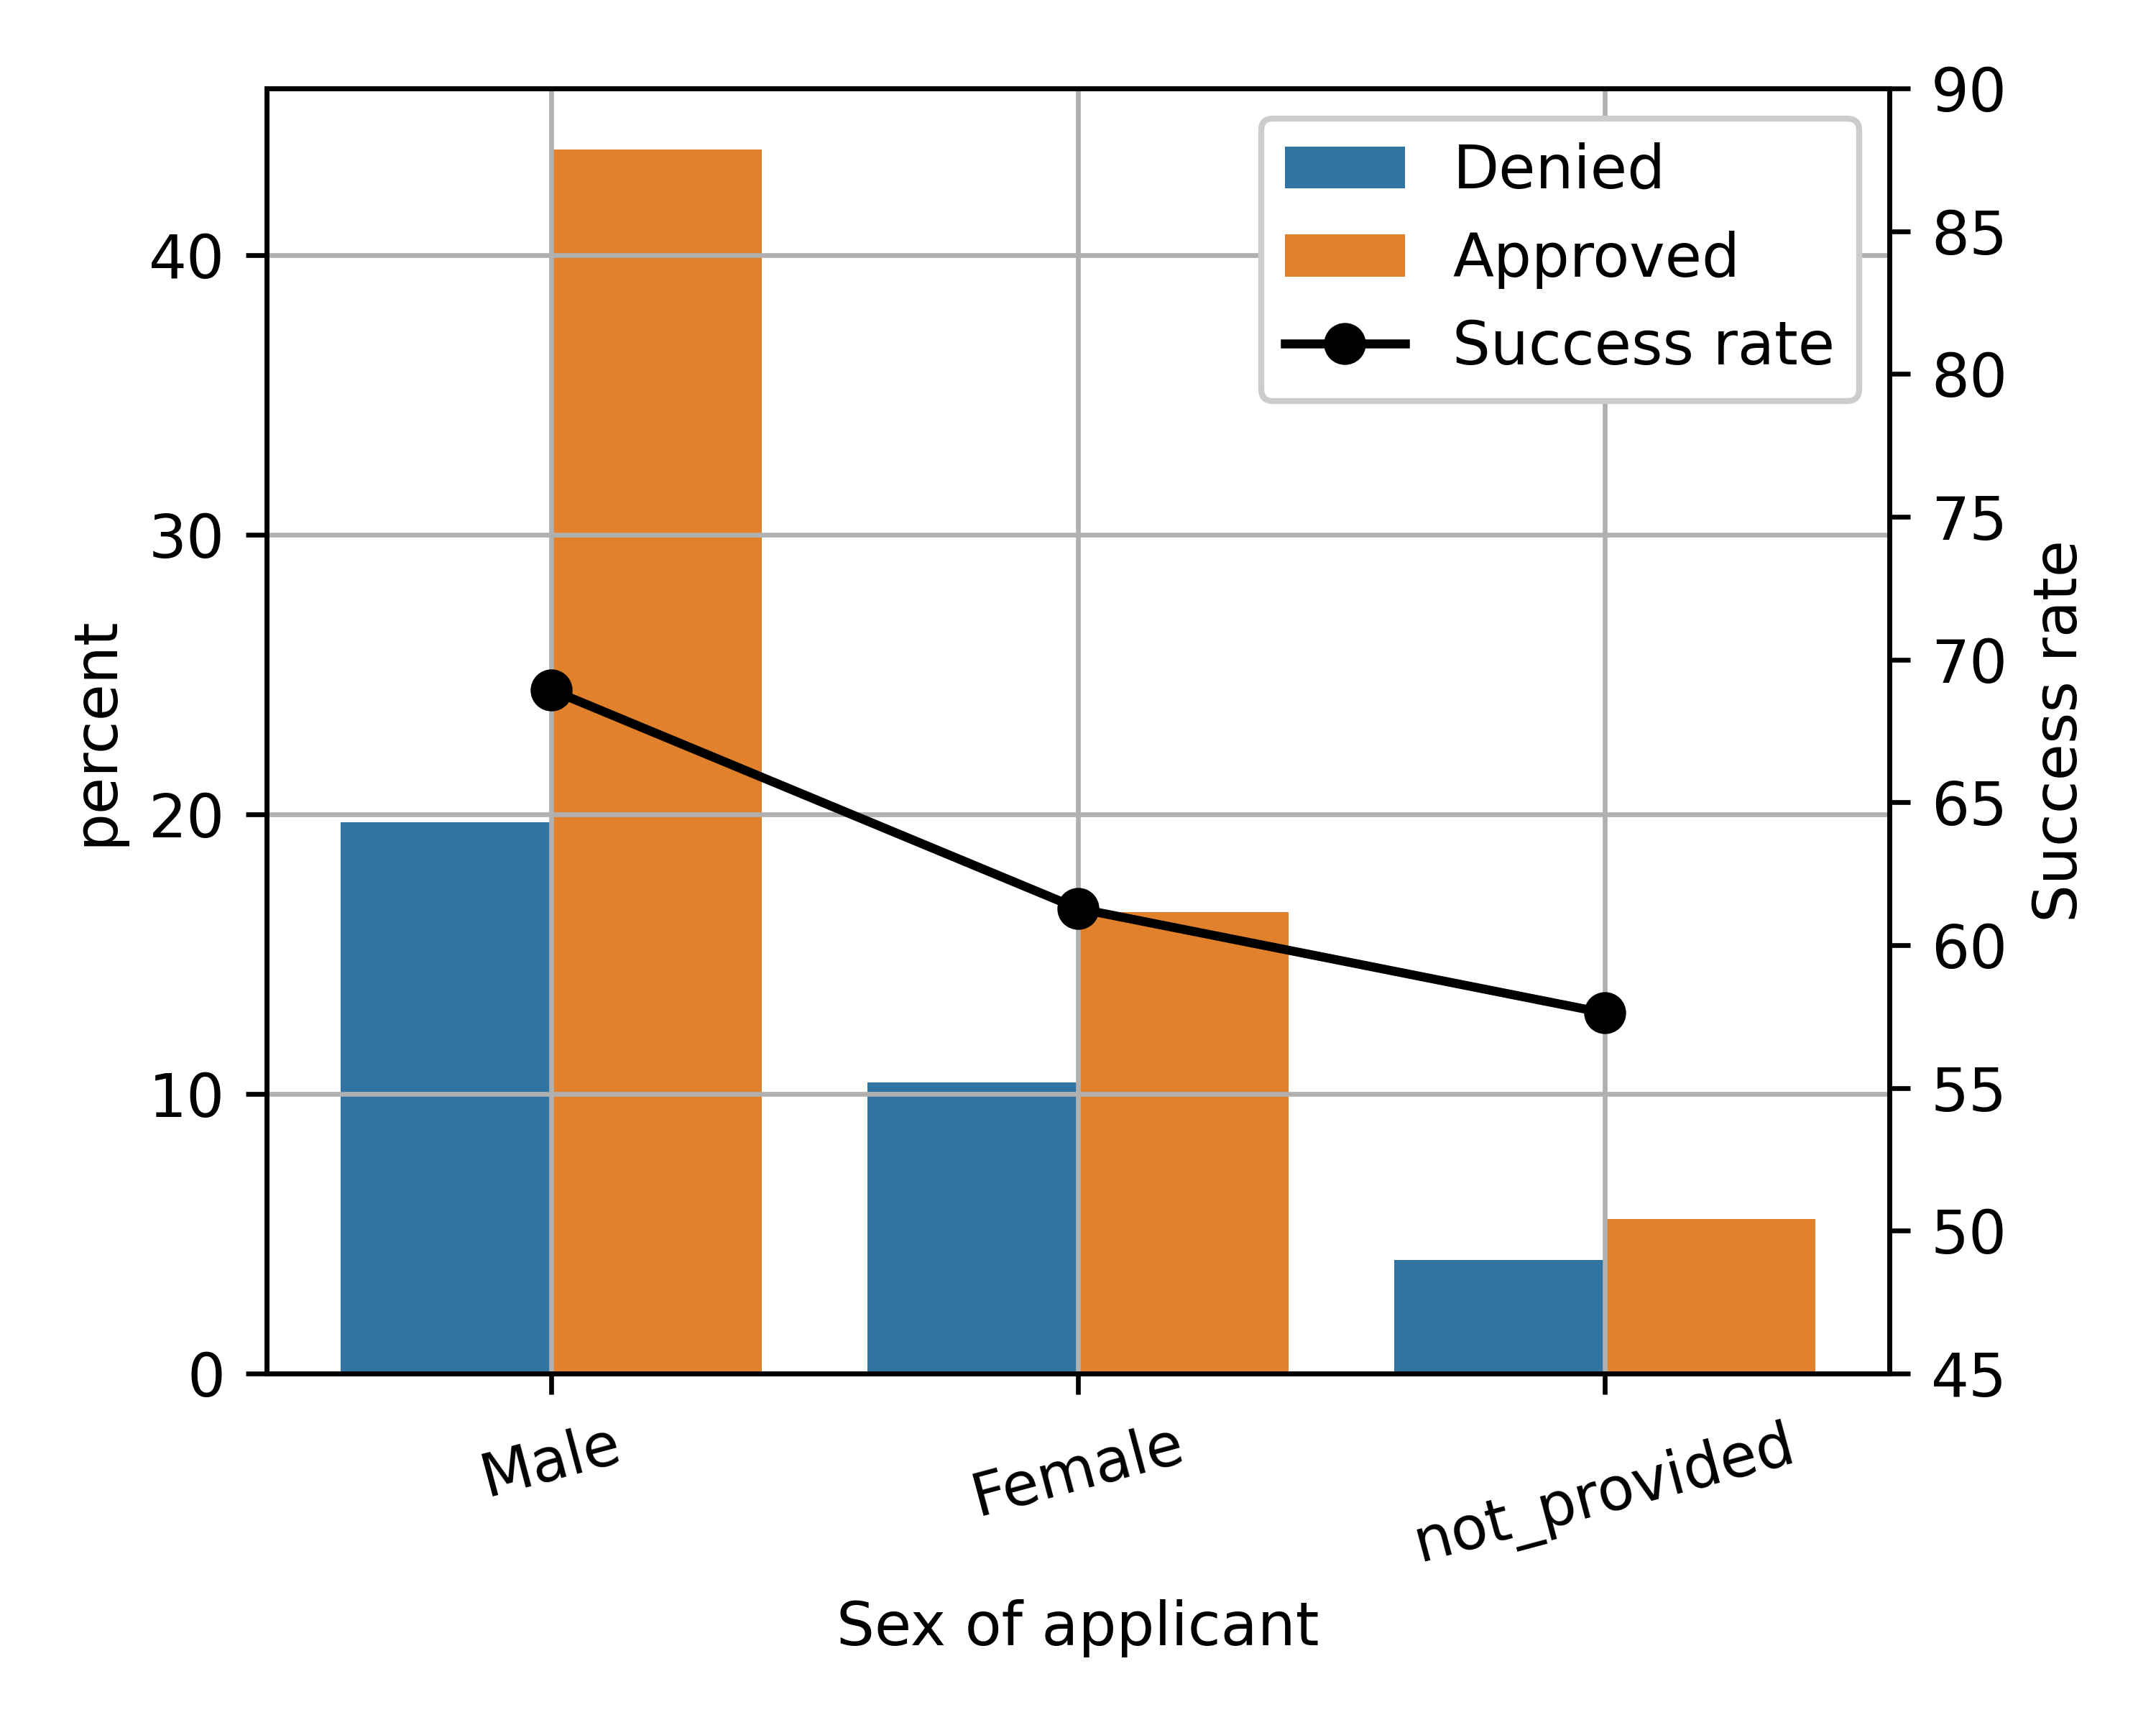 90
Denied
85
40
Approved
80
Success rate
75
30
70
percent
Success rate
20
65
60
10
55
50
0
45
Male
Female
not_provided
Sex of applicant